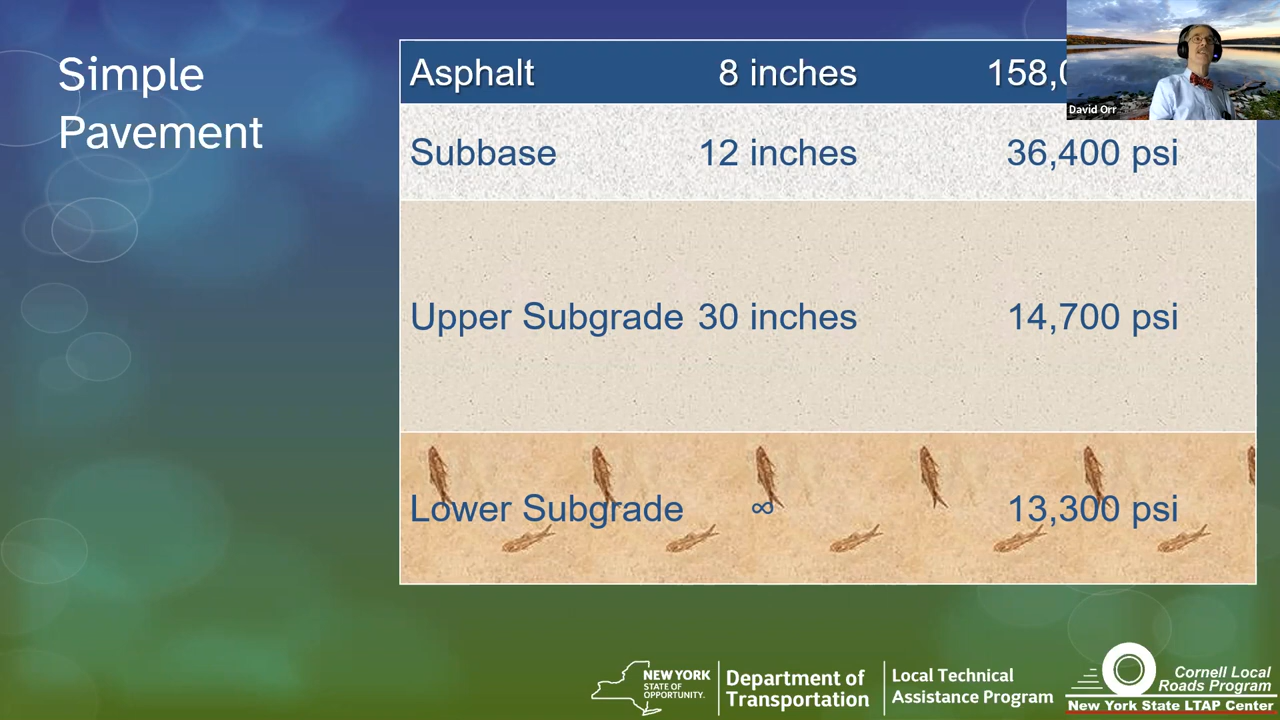 Simple
Pavement
Asphalt 8 inches 158,0
David Orr
Subbase 12 inches 36,400 psi
Upper Subgrade 30 inches 14,700 psi
Lower Subgrade ∞ 13,300 psi
NEW YORK
STATE OF
OPPORTUNITY.
Department of
Transportation
Local Technical
Assistance Program
Cornell Local
Roads Program
New York State LTAP Center